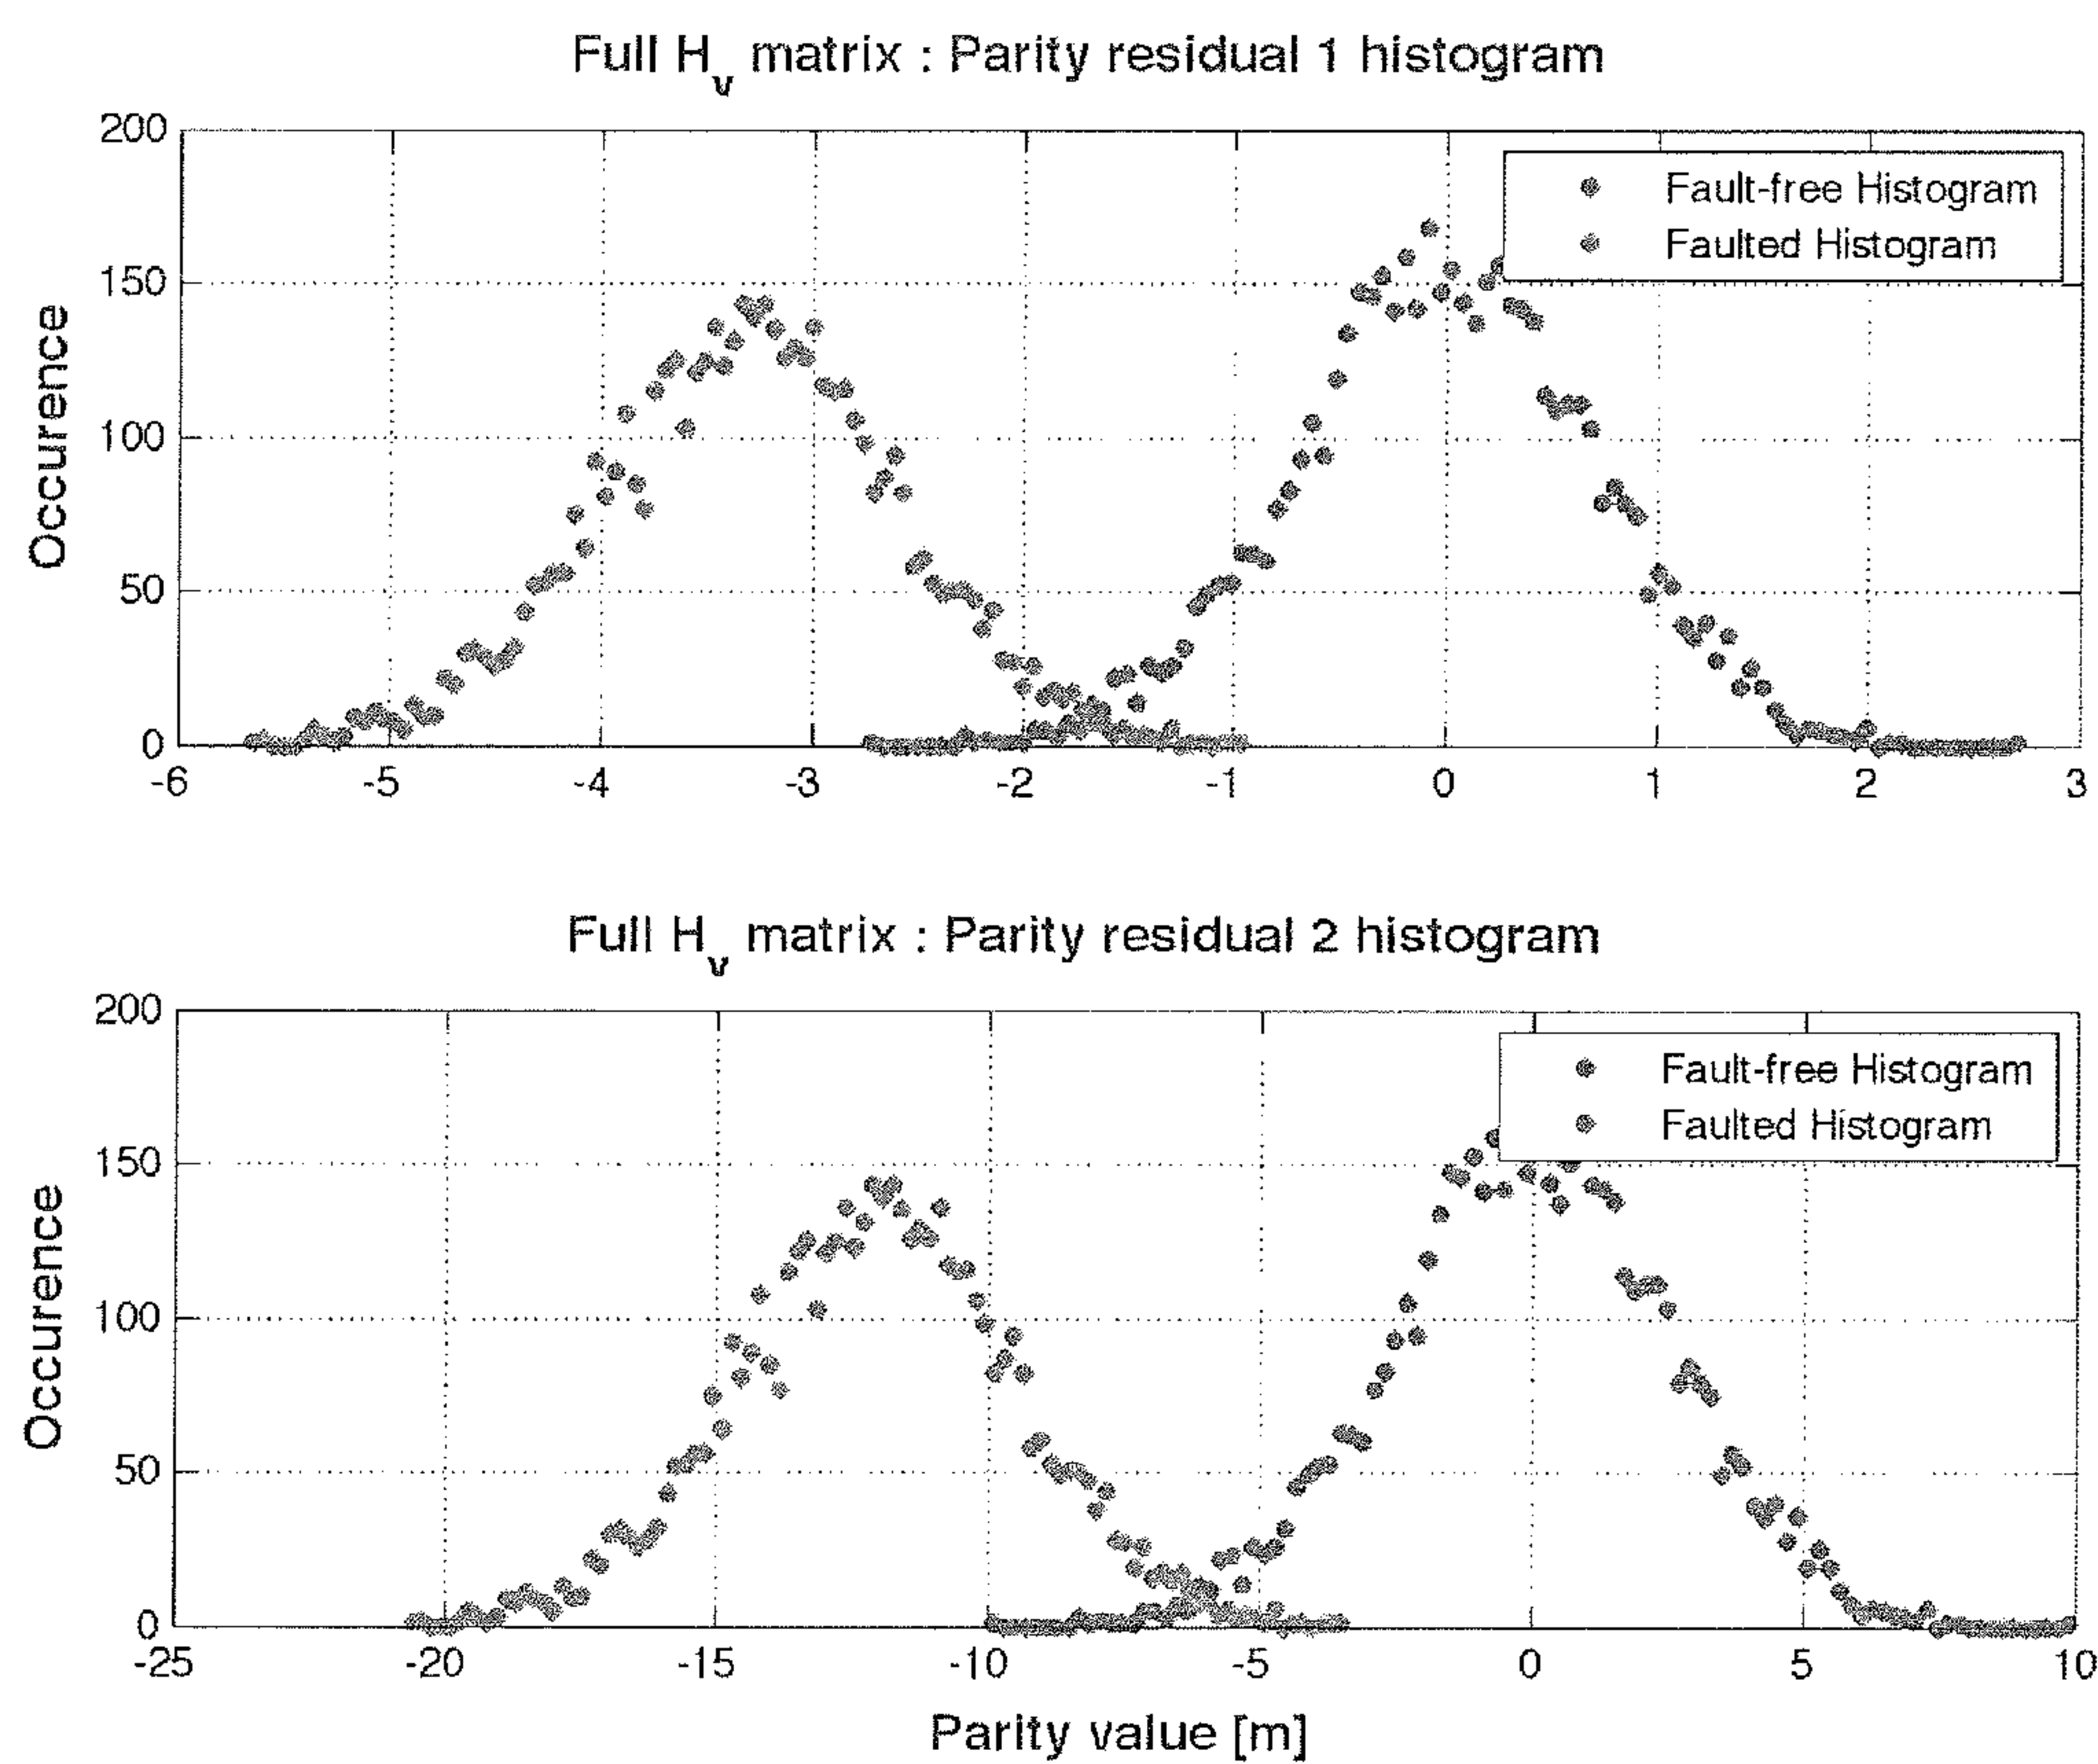 Full H_v matrix : Parity residual 1 histogram
200
150
100
50
0
Occurence
Fault-free Histogram
Faulted Histogram
-6 -5 -4 -3 -2 -1 0 1 2 3
Full H_v matrix : Parity residual 2 histogram
200
150
100
50
0
Occurence
Fault-free Histogram
Faulted Histogram
-25 -20 -15 -10 -5 0 5 10
Parity value [m]